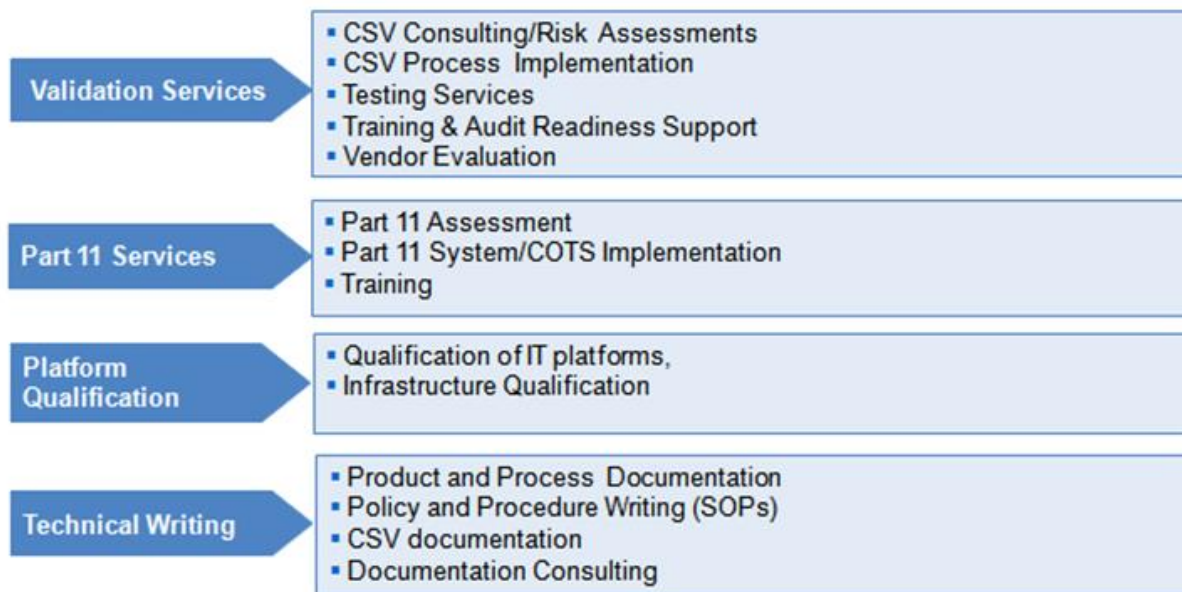 Validation Services
▪ CSV Consulting/Risk Assessments
▪ CSV Process Implementation
▪ Testing Services
▪ Training & Audit Readiness Support
▪ Vendor Evaluation
Part 11 Services
▪ Part 11 Assessment
▪ Part 11 System/COTS Implementation
▪ Training
Platform
Qualification
▪ Qualification of IT platforms,
▪ Infrastructure Qualification
Technical Writing
▪ Product and Process Documentation
▪ Policy and Procedure Writing (SOPs)
▪ CSV documentation
▪ Documentation Consulting